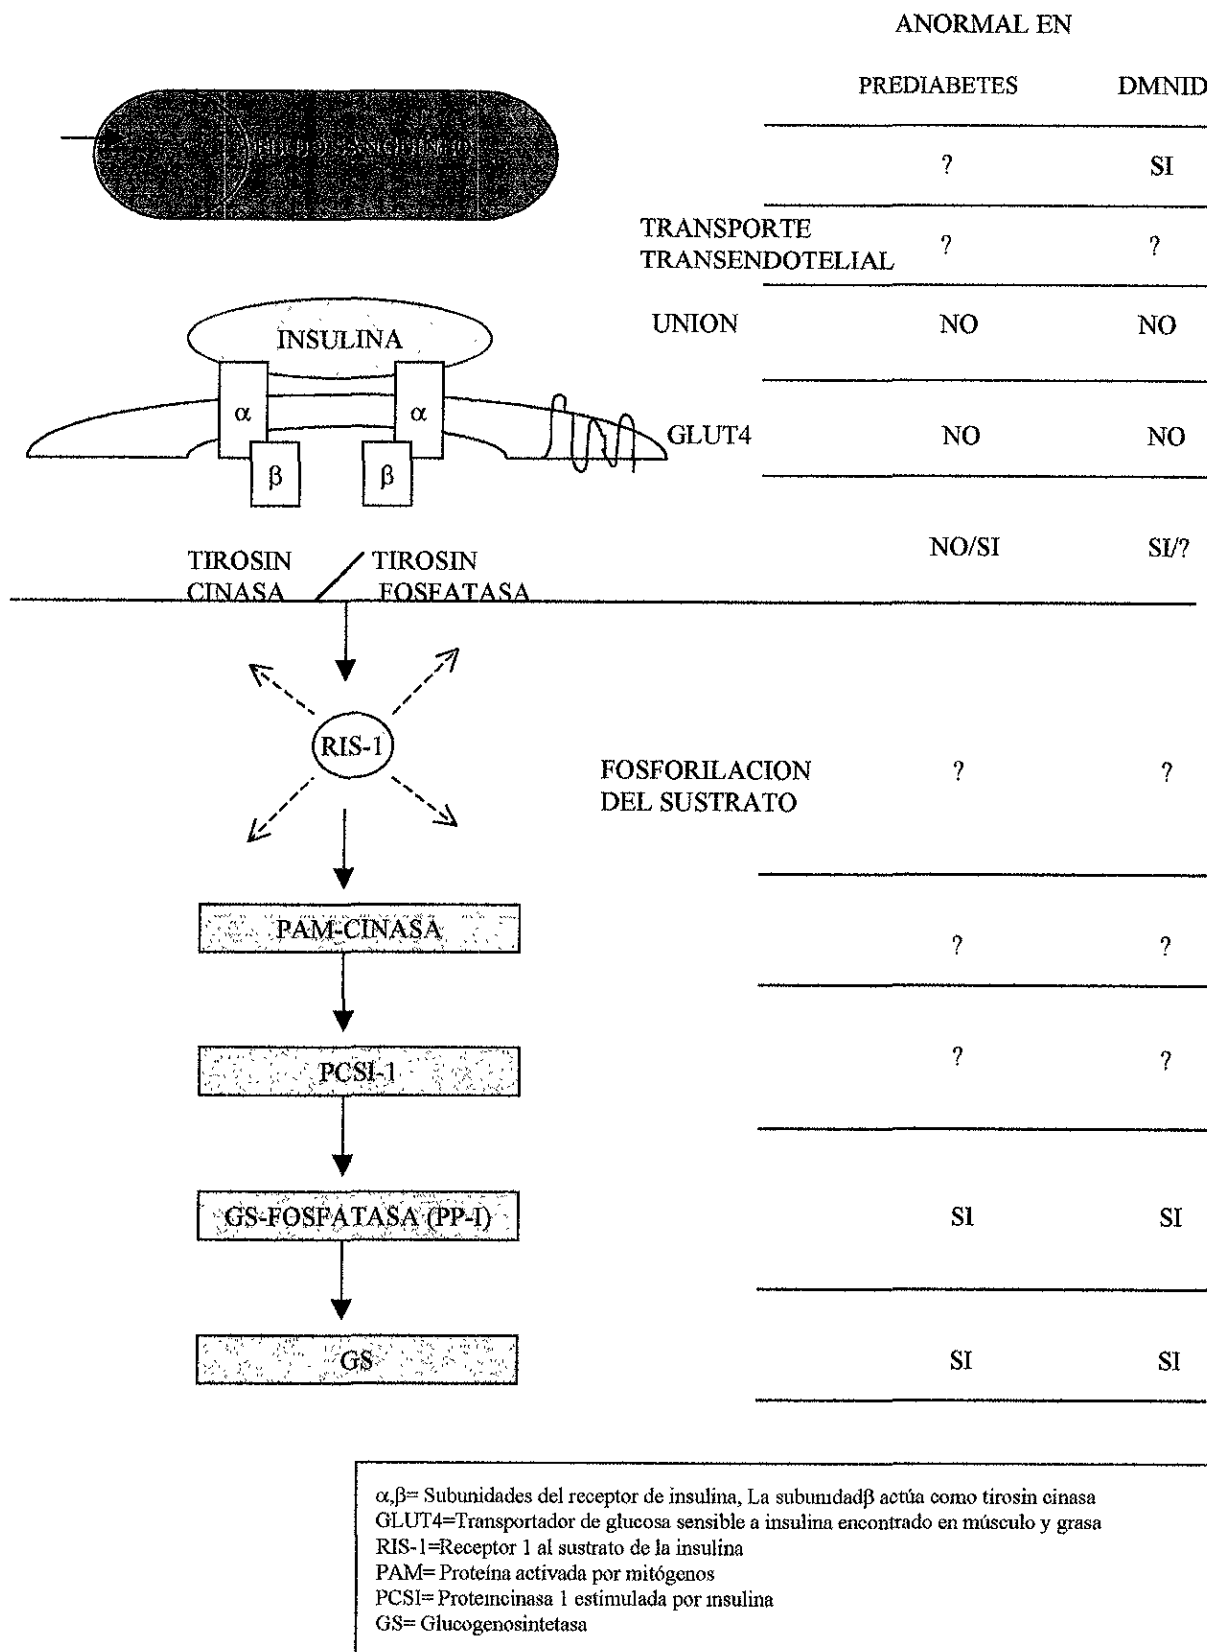 ANORMAL EN
PREDIABETES DMNID
? SI
TRANSPORTE
TRANSENDOTELIAL ? ?
INSULINA
UNION NO NO
α α
β β
GLUT4 NO NO
TIROSIN CINASA / TIROSIN FOSFATASA NO/SI SI/?
RIS-1
FOSFORILACION
DEL SUSTRATO ? ?
PAM-CINASA ? ?
PCSI-1 ? ?
GS-FOSFATASA (PP-I) SI SI
GS SI SI
α,β= Subunidades del receptor de insulina, La subunidadβ actúa como tirosin cinasa
GLUT4=Transportador de glucosa sensible a insulina encontrado en músculo y grasa
RIS-1=Receptor 1 al sustrato de la insulina
PAM= Proteína activada por mitógenos
PCSI= Proteincinasa 1 estimulada por insulina
GS= Glucogenosintetasa